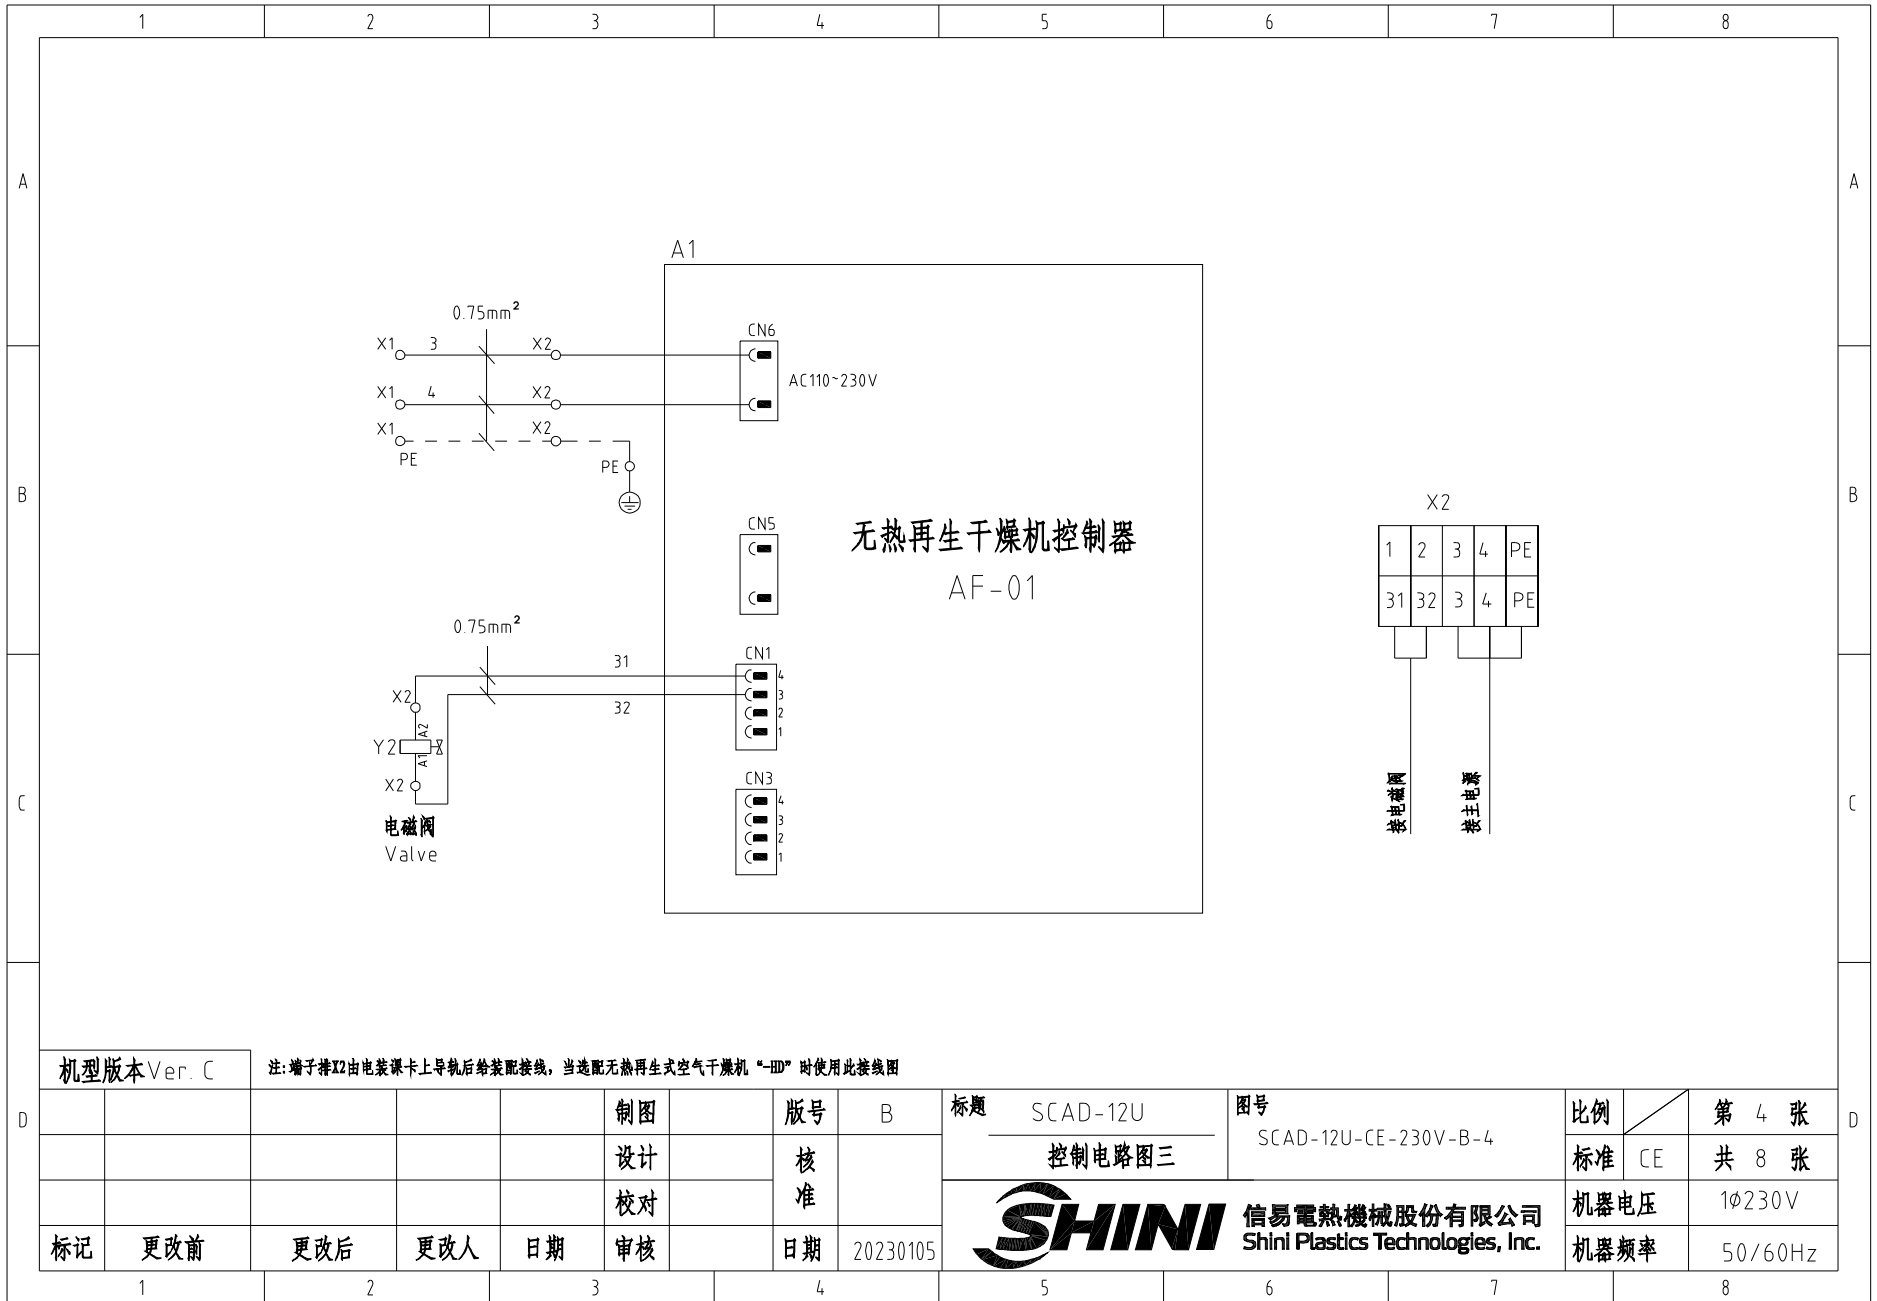 1 2 3 4 5 6 7 8
A A
A1
0.75mm²
CN6
X1 3 X2
AC110~230V
X1 4 X2
X1 X2
PE
PE
B B
X2
CN5
无热再生干燥机控制器
AF-01
1 2 3 4 PE
31 32 3 4 PE
0.75mm²
31
CN1
4
3
2
1
32
X2
A2
Y2
A1
X2
CN3
4
3
2
1
电磁阀
Valve
接电磁阀
接主电源
C C
机型版本Ver. C
注:端子排X2由电装课卡上导轨后给装配接线，当选配无热再生式空气干燥机“-HD”时使用此接线图
D D
制图 版号 B
标题 SCAD-12U
控制电路图三
图号
SCAD-12U-CE-230V-B-4
比例 第 4 张
设计 核准
标准 CE 共 8 张
校对
机器电压 1φ230V
标记 更改前 更改后 更改人 日期 审核 日期 20230105
SHINI
信易電熱機械股份有限公司
Shini Plastics Technologies, Inc.
机器频率 50/60Hz
1 2 3 4 5 6 7 8